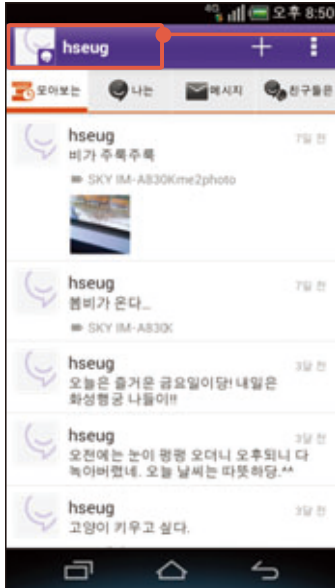 4G 오후 8:50
hseug
모아보는 나는 메시지 친구들은
hseug 7일 전
비가 주룩주룩
SKY IM-A830Kme2photo
hseug 7일 전
봄비가 온다...
SKY IM-A830K
hseug 3달 전
오늘은 즐거운 금요일이당! 내일은
화성행궁 나들이!!
hseug 3달 전
오전에는 눈이 펑펑 오더니 오후되니 다
녹아버렸네. 오늘 날씨는 따뜻하당.^^
hseug 3달 전
고양이 키우고 싶다.